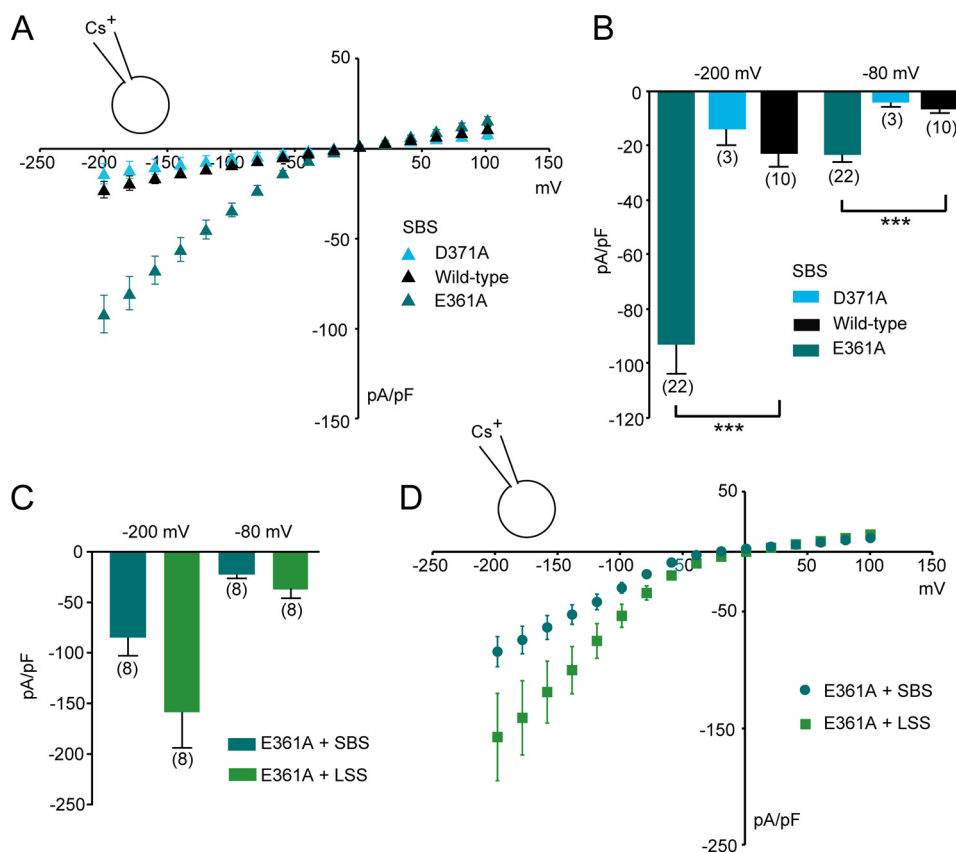 A
Cs+
50
-250
-200
-150
-100
-50
50
100
150
mV
-50
-100
-150
pA/pF
SBS
D371A
Wild-type
E361A
B
-200 mV
-80 mV
0
-20
-40
-60
-80
-100
-120
pA/pF
(22)
(3)
(10)
(22)
(3)
(10)
***
***
SBS
D371A
Wild-type
E361A
C
-200 mV
-80 mV
0
-50
-100
-150
-200
-250
pA/pF
(8)
(8)
(8)
(8)
E361A + SBS
E361A + LSS
D
Cs+
50
-250
-200
-150
-100
-50
50
100
150
mV
-50
-150
-250
pA/pF
E361A + SBS
E361A + LSS